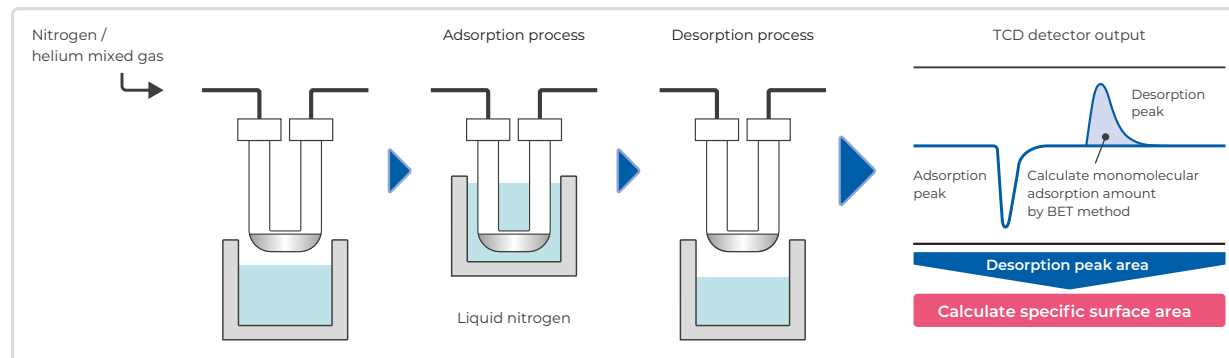 Nitrogen /
helium mixed gas
Adsorption process
Liquid nitrogen
Desorption process
TCD detector output
Desorption
peak
Adsorption
peak
Calculate monomolecular
adsorption amount
by BET method
Desorption peak area
Calculate specific surface area